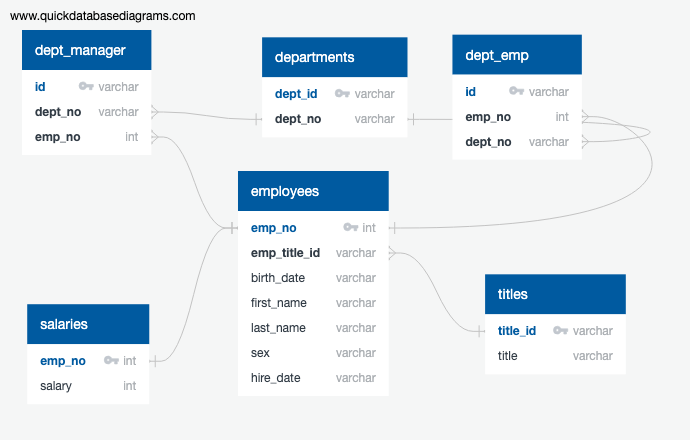 www.quickdatabasediagrams.com
dept_manager
id varchar
dept_no varchar
emp_no int
departments
dept_id varchar
dept_no varchar
dept_emp
id varchar
emp_no int
dept_no varchar
employees
emp_no int
emp_title_id varchar
birth_date varchar
first_name varchar
last_name varchar
sex varchar
hire_date varchar
salaries
emp_no int
salary int
titles
title_id varchar
title varchar